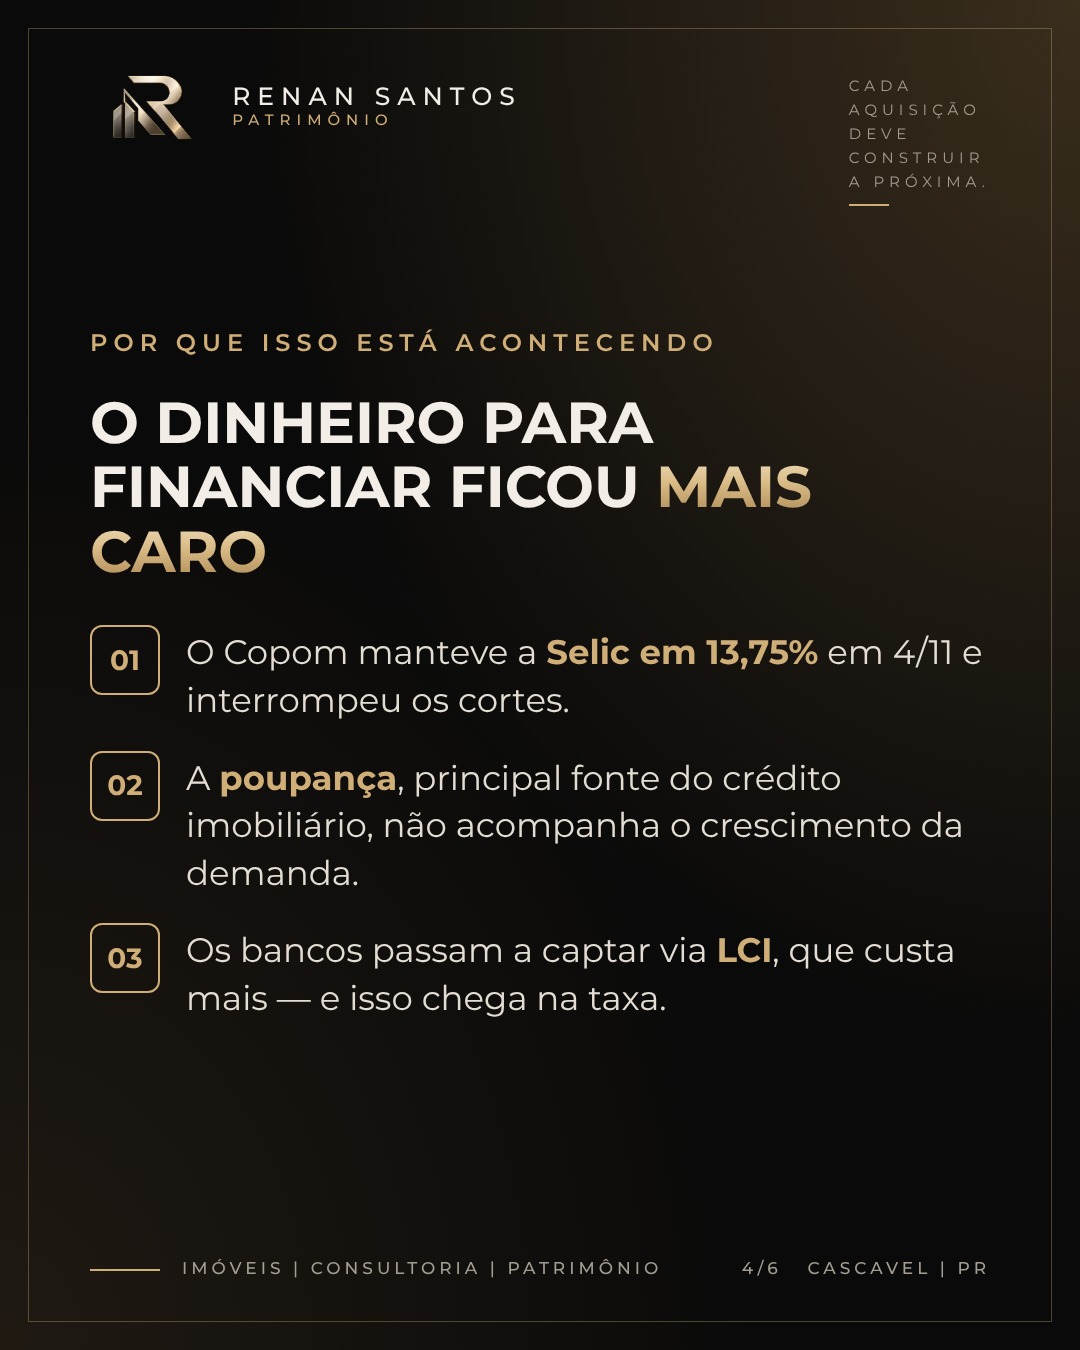 RENAN SANTOS
PATRIMÔNIO
CADA
AQUISIÇÃO
DEVE
CONSTRUIR
A PRÓXIMA.
POR QUE ISSO ESTÁ ACONTECENDO
O DINHEIRO PARA
FINANCIAR FICOU MAIS
CARO
01
O Copom manteve a Selic em 13,75% em 4/11 e
interrompeu os cortes.
02
A poupança, principal fonte do crédito
imobiliário, não acompanha o crescimento da
demanda.
03
Os bancos passam a captar via LCI, que custa
mais — e isso chega na taxa.
IMÓVEIS | CONSULTORIA | PATRIMÔNIO
4/6 CASCAVEL | PR